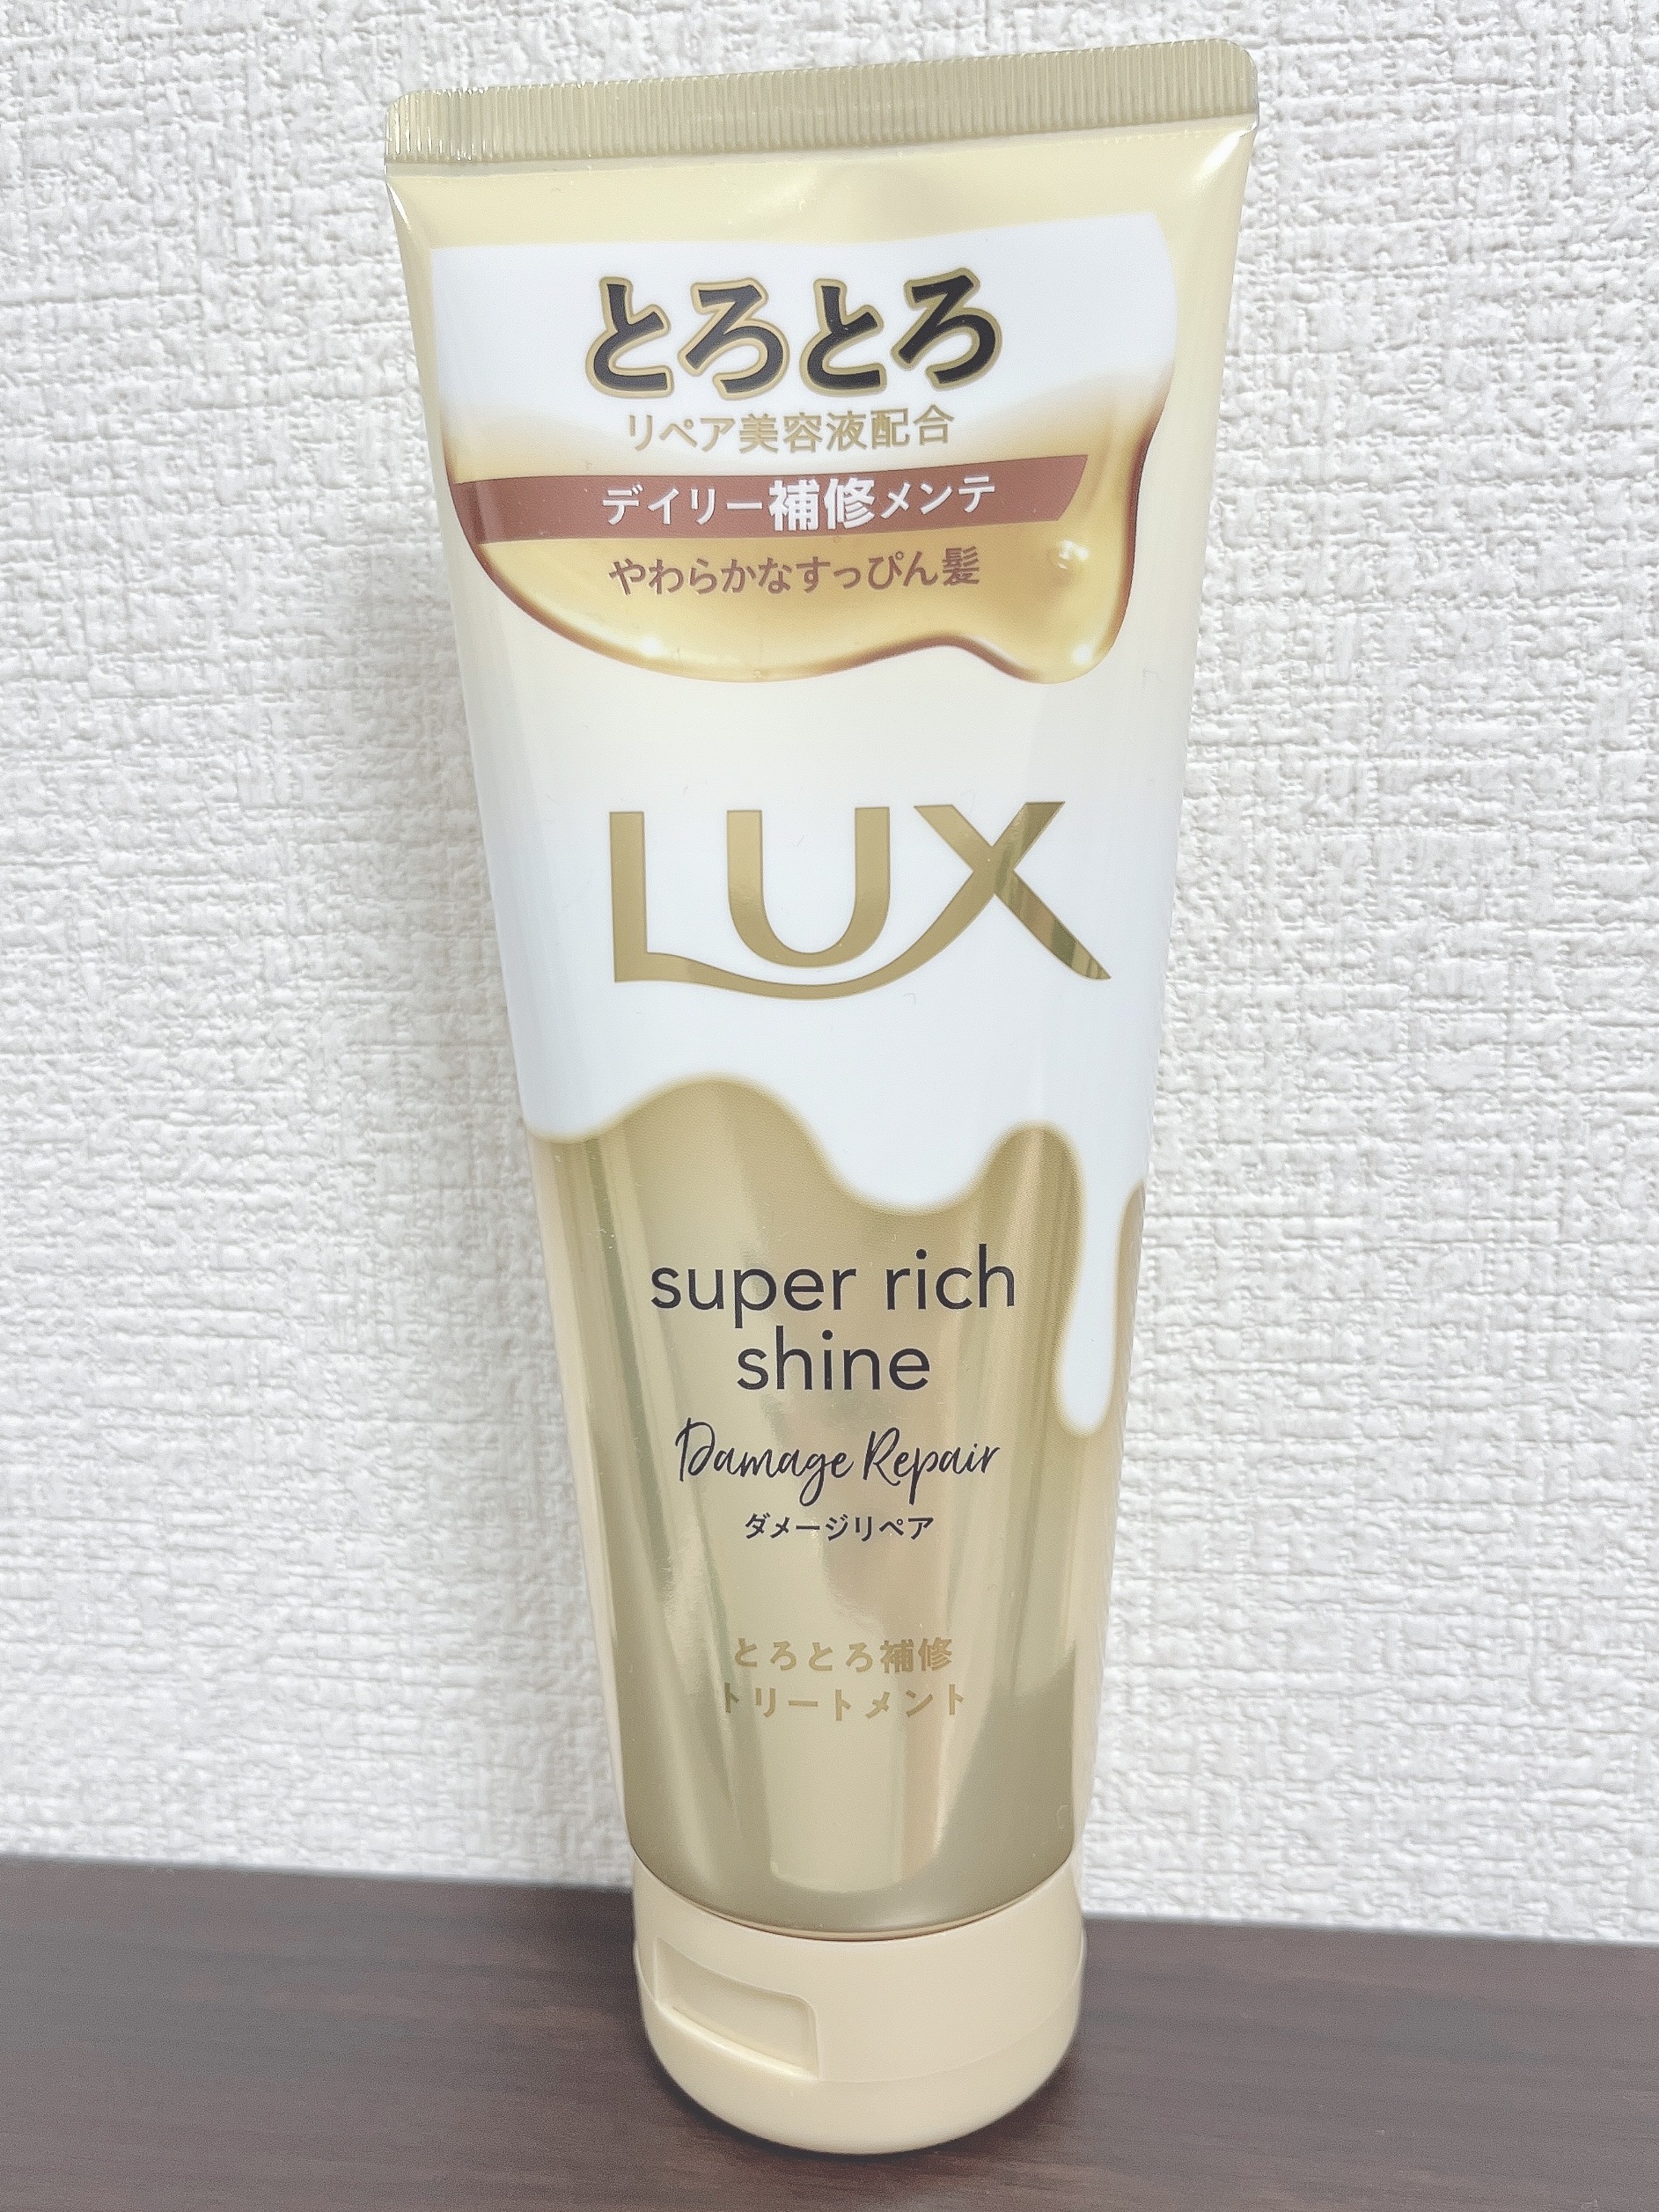 とろとろ
リペア美容液配合
デイリー補修メンテ
やわらかなすっぴん髪
LUX
super rich
shine
Damage Repair
ダメージリペア
とろとろ補修
トリートメント